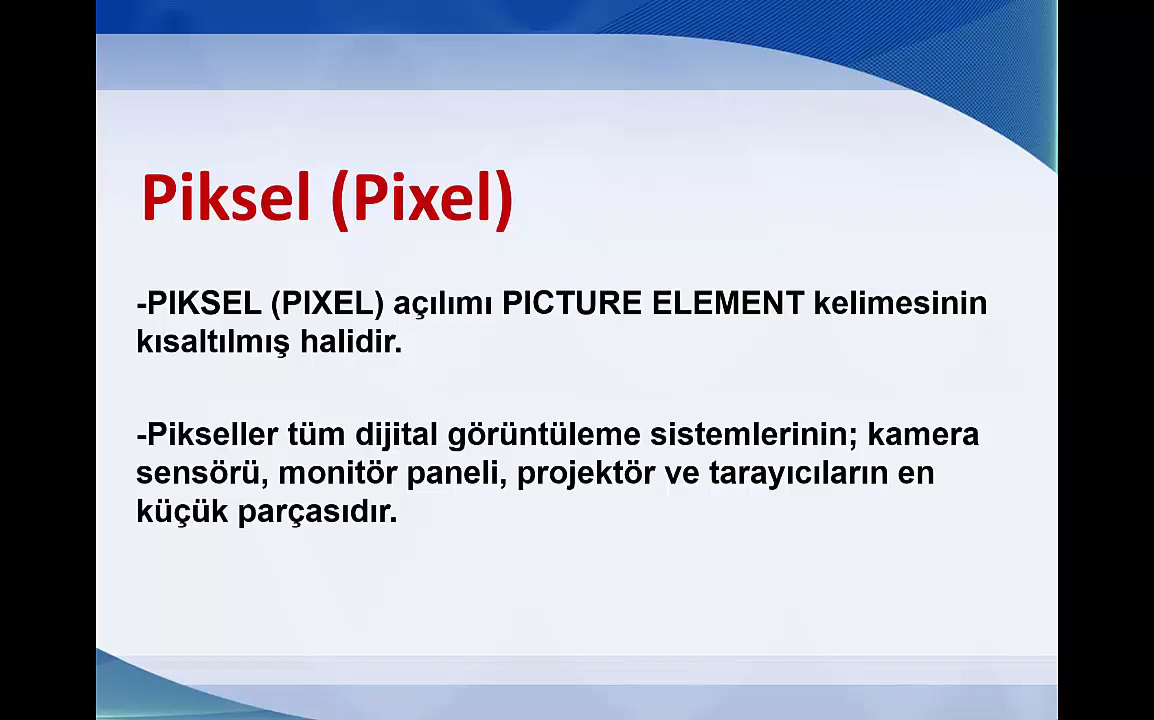 Piksel (Pixel)
-PIKSEL (PIXEL) açılımı PICTURE ELEMENT kelimesinin
kısaltılmış halidir.
-Pikseller tüm dijital görüntüleme sistemlerinin; kamera
sensörü, monitör paneli, projektör ve tarayıcıların en
küçük parçasıdır.